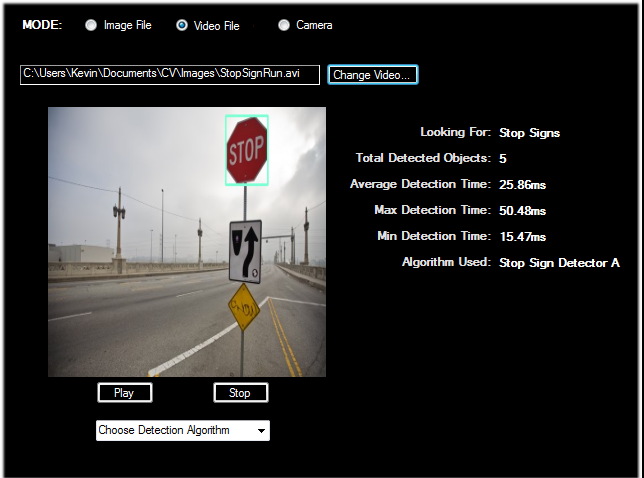 MODE: Image File Video File Camera
C:\Users\Kevin\Documents\CV\Images\StopSignRun.avi Change Video...
STOP
Looking For: Stop Signs
Total Detected Objects: 5
Average Detection Time: 25.86ms
Max Detection Time: 50.48ms
Min Detection Time: 15.47ms
Algorithm Used: Stop Sign Detector A
Play Stop
Choose Detection Algorithm